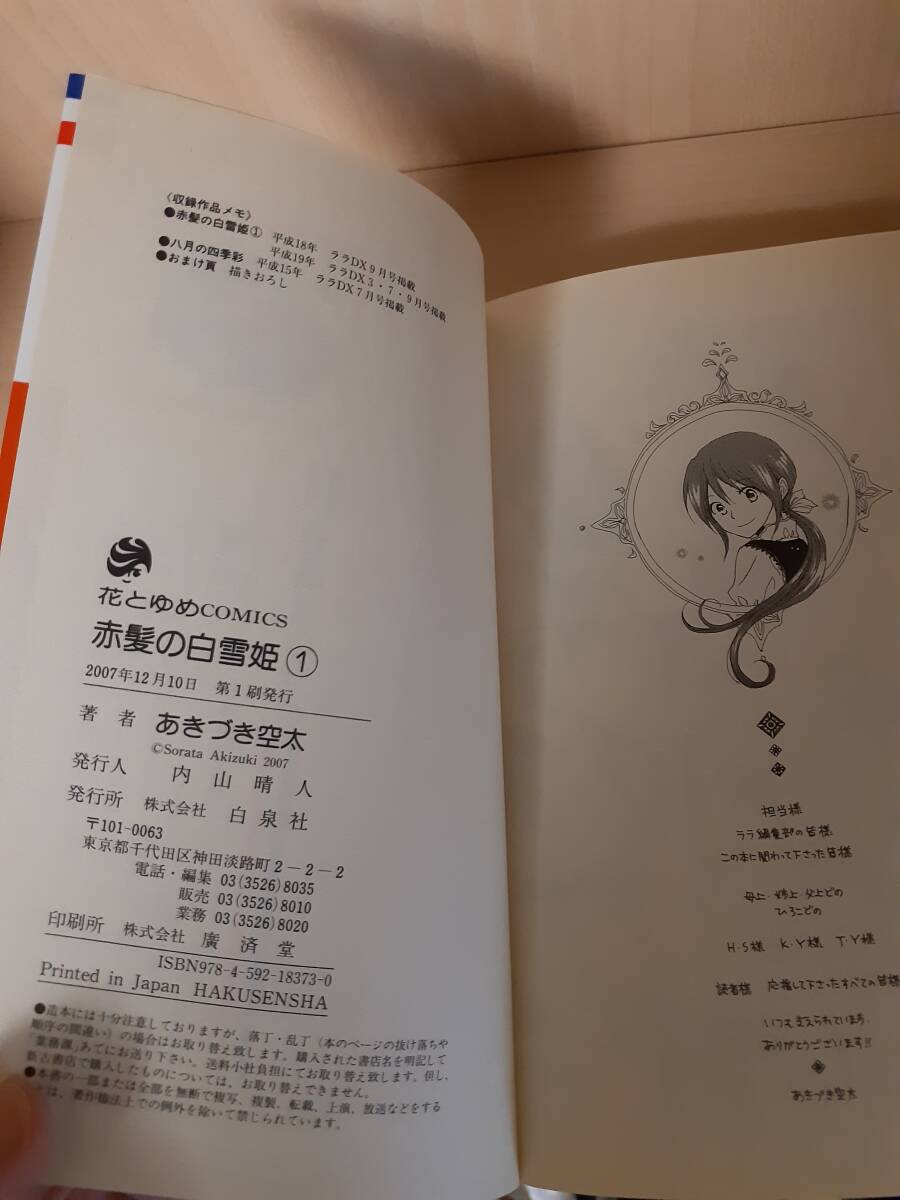 〈収録作品メモ〉
●赤髪の白雪姫① 平成18年 ララDX9月号掲載
平成19年 ララDX3・7・9月号掲載
●八月の四季彩 平成15年 ララDX7月号掲載
●おまけ頁 描きおろし
花とゆめCOMICS
赤髪の白雪姫①
2007年12月10日 第1刷発行
著者 あきづき空太
©Sorata Akizuki 2007
発行人 内山晴人
発行所 株式会社 白泉社
〒101-0063
東京都千代田区神田淡路町2-2-2
電話・編集 03(3526)8035
販売 03(3526)8010
業務 03(3526)8020
印刷所 株式会社 廣済堂
ISBN978-4-592-18373-0
Printed in Japan HAKUSENSHA
●造本には十分注意しておりますが、落丁・乱丁(本のページの抜け落ちや
順序の間違い)の場合はお取り替え致します。購入された書店名を明記して
「業務課」あてにお送り下さい。送料小社負担にてお取り替え致します。但し、
新古書店で購入したものについては、お取り替えできません。
●本書の一部または全部を無断で複写、複製、転載、上演、放送などをする
は、著作権法上での例外を除いて禁じられています。
担当様
ララ編集部の皆様
この本に関わって下さった皆様
母上・姉上・父上どの
ひろこどの
H・S様 K・Y様 T・Y様
読者様 応援して下さったすべての皆様
いつも支えられています
ありがとうございます!!
あきづき空太